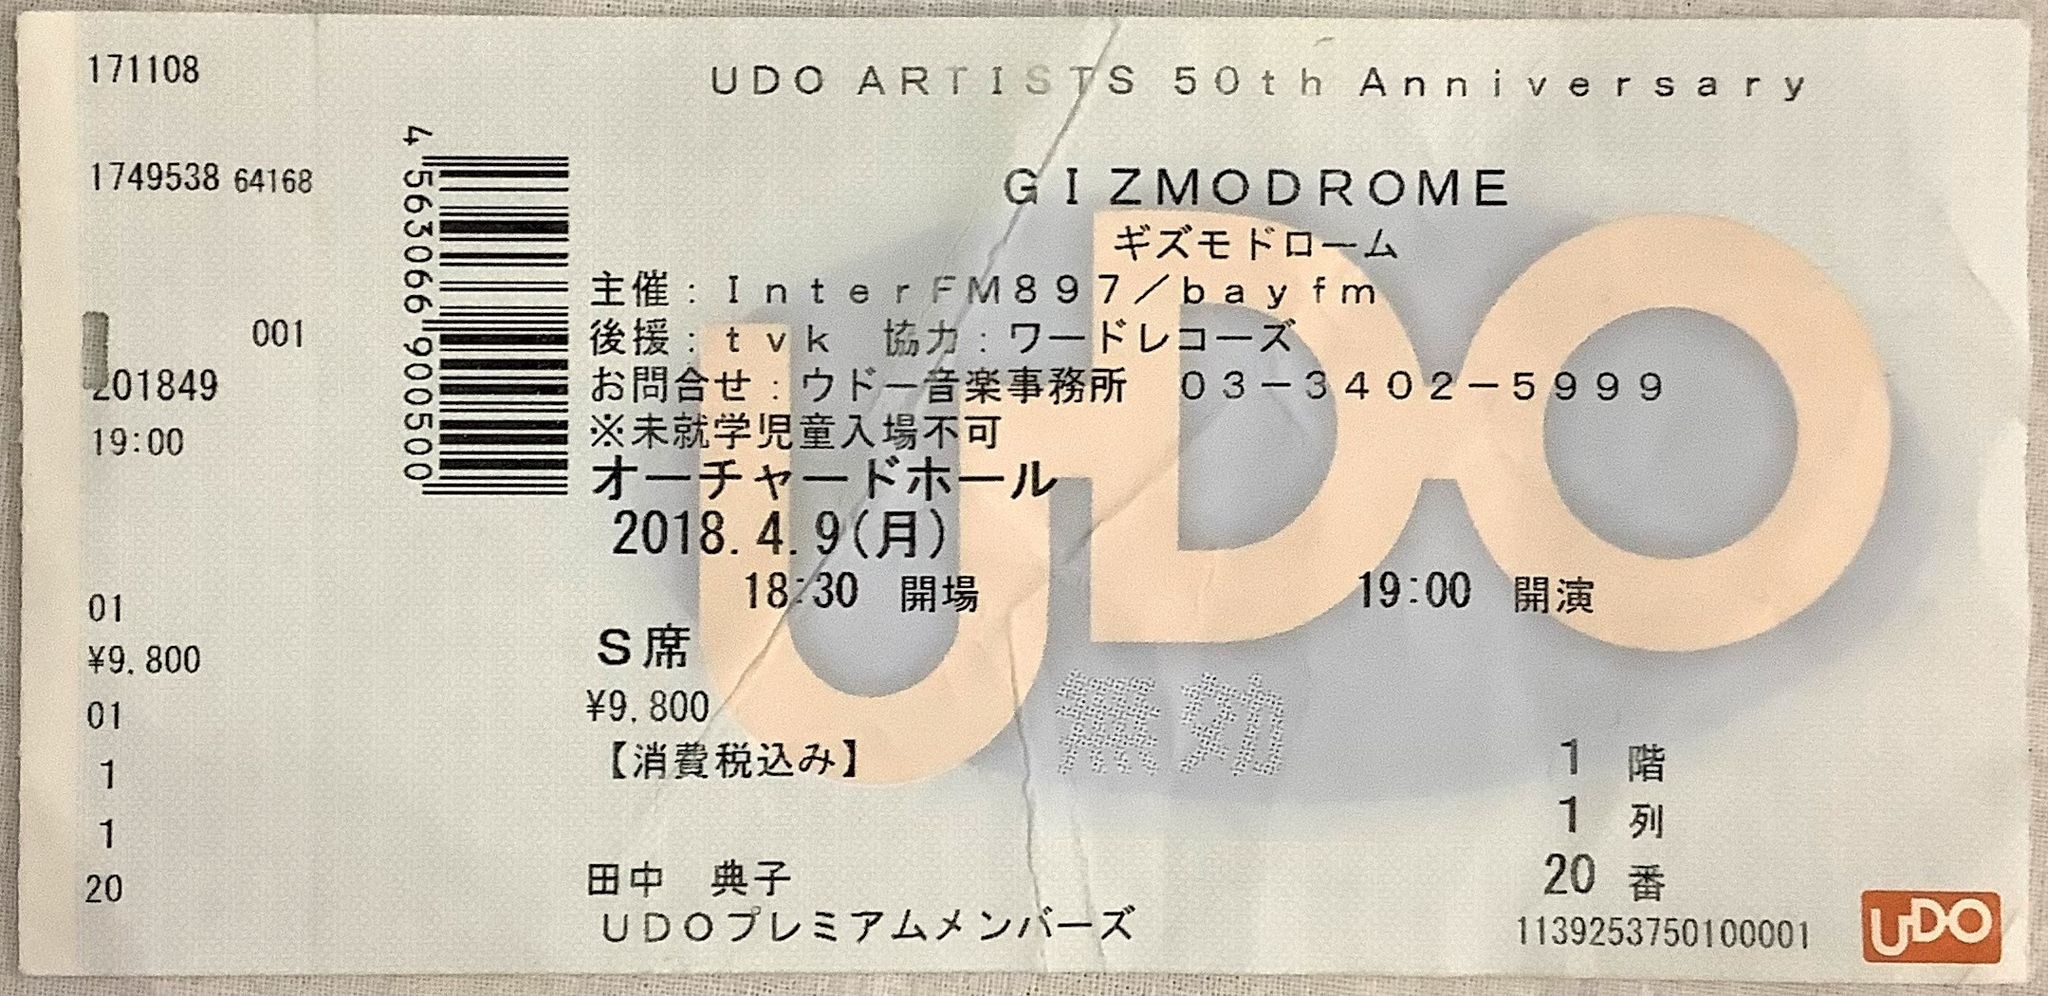 171108
1749538 64168
001
201849
19:00
01
¥9,800
01
1
1
20
4563066900500
UDO ARTISTS 50th Anniversary
GIZMODROME
ギズモドローム
主催：InterFM897／bayfm
後援：tvk　協力：ワードレコーズ
お問合せ：ウドー音楽事務所　03－3402－5999
※未就学児童入場不可
オーチャードホール
2018.4.9(月)
18:30 開場　19:00 開演
S席
¥9,800
【消費税込み】
無効
1 階
1 列
20 番
田中　典子
UDOプレミアムメンバーズ
1139253750100001
UDO